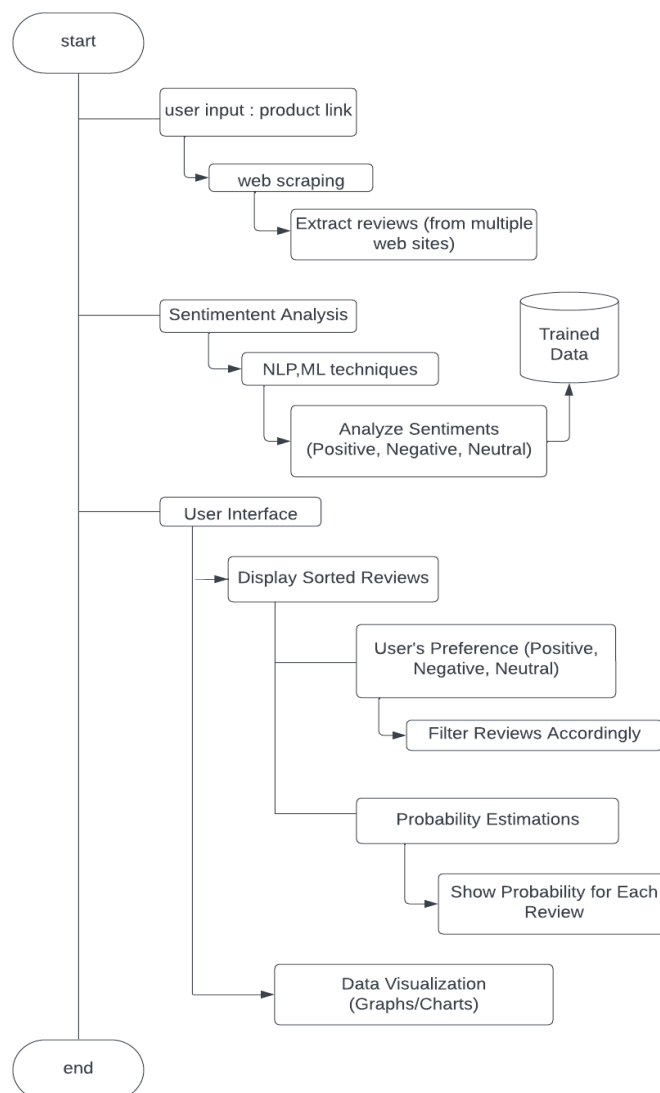 start
user input : product link
web scraping
Extract reviews (from multiple
web sites)
Sentimentent Analysis
Trained
Data
NLP,ML techniques
Analyze Sentiments
(Positive, Negative, Neutral)
User Interface
Display Sorted Reviews
User's Preference (Positive,
Negative, Neutral)
Filter Reviews Accordingly
Probability Estimations
Show Probability for Each
Review
Data Visualization
(Graphs/Charts)
end